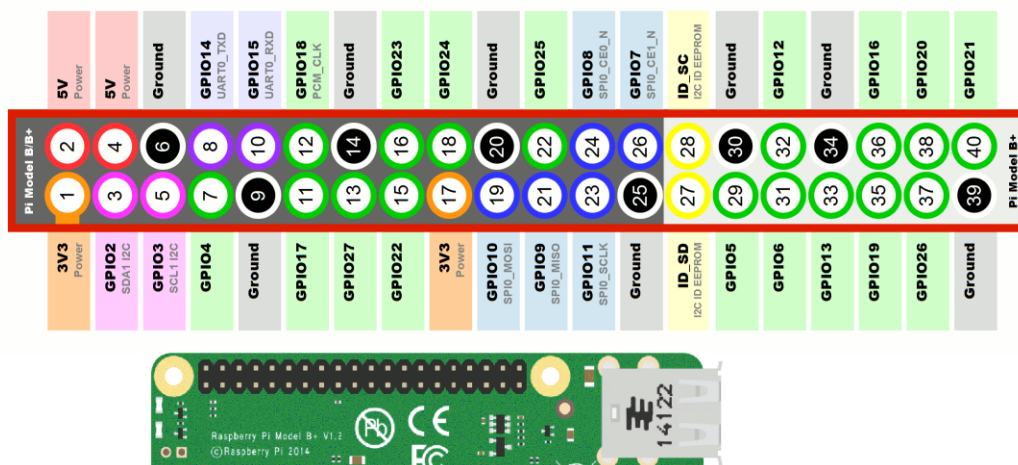 5V
Power
5V
Power
Ground
GPIO14
UART0_TXD
GPIO15
UART0_RXD
GPIO18
PCM_CLK
Ground
GPIO23
GPIO24
Ground
GPIO25
GPIO8
SPI0_CE0_N
GPIO7
SPI0_CE1_N
ID_SC
I2C ID EEPROM
Ground
GPIO12
Ground
GPIO16
GPIO20
GPIO21
Pi Model B/B+
2 4 6 8 10 12 14 16 18 20 22 24 26 28 30 32 34 36 38 40
1 3 5 7 9 11 13 15 17 19 21 23 25 27 29 31 33 35 37 39
Pi Model B+
3V3
Power
GPIO2
SDA1 I2C
GPIO3
SCL1 I2C
GPIO4
Ground
GPIO17
GPIO27
GPIO22
3V3
Power
GPIO10
SPI0_MOSI
GPIO9
SPI0_MISO
GPIO11
SPI0_SCLK
Ground
ID_SD
I2C ID EEPROM
GPIO5
GPIO6
GPIO13
GPIO19
GPIO26
Ground
Raspberry Pi Model B+ V1.2
©Raspberry Pi 2014
Pb
CE
FC
14122